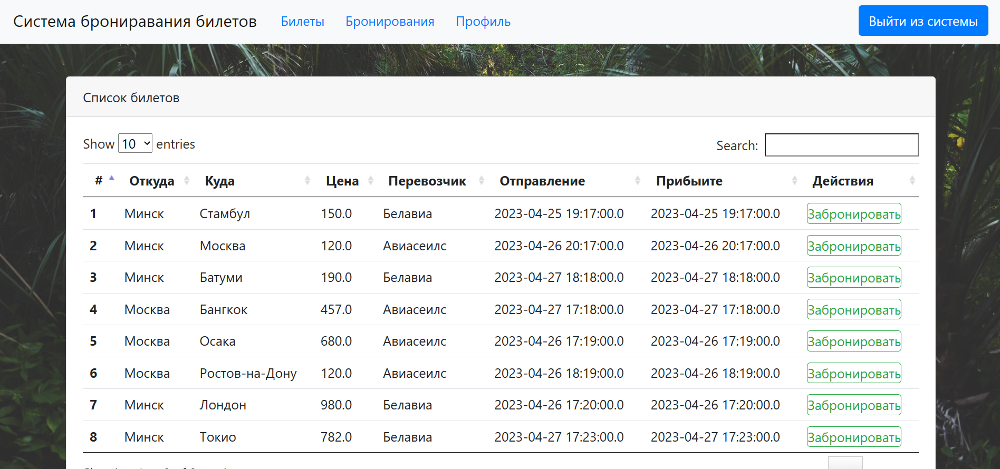 Система брониравания билетов Билеты Бронирования Профиль Выйти из системы
Список билетов
Show 10 entries Search:
# Откуда Куда Цена Перевозчик Отправление Прибыите Действия
1 Минск Стамбул 150.0 Белавиа 2023-04-25 19:17:00.0 2023-04-25 19:17:00.0 Забронировать
2 Минск Москва 120.0 Авиасеилс 2023-04-26 20:17:00.0 2023-04-26 20:17:00.0 Забронировать
3 Минск Батуми 190.0 Белавиа 2023-04-27 18:18:00.0 2023-04-27 18:18:00.0 Забронировать
4 Москва Бангкок 457.0 Авиасеилс 2023-04-27 17:18:00.0 2023-04-27 17:18:00.0 Забронировать
5 Москва Осака 680.0 Авиасеилс 2023-04-26 17:19:00.0 2023-04-26 17:19:00.0 Забронировать
6 Москва Ростов-на-Дону 120.0 Авиасеилс 2023-04-26 18:19:00.0 2023-04-26 18:19:00.0 Забронировать
7 Минск Лондон 980.0 Белавиа 2023-04-26 17:20:00.0 2023-04-26 17:20:00.0 Забронировать
8 Минск Токио 782.0 Белавиа 2023-04-27 17:23:00.0 2023-04-27 17:23:00.0 Забронировать